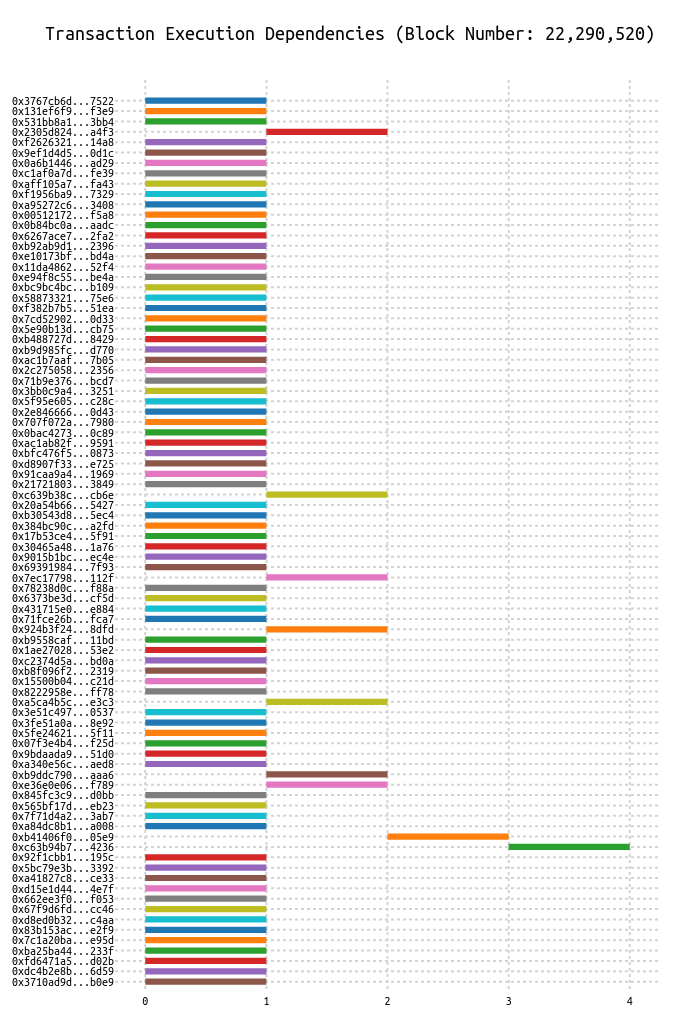 Transaction Execution Dependencies (Block Number: 22,290,520)
0x3767cb6d...7522
0x131ef6f9...f3e9
0x531bb8a1...3bb4
0x2305d824...a4f3
0xf2626321...14a8
0x9ef1d4d5...0d1c
0x0a6b1446...ad29
0xc1af0a7d...fe39
0xaff105a7...fa43
0xf1956ba9...7329
0xa95272c6...3408
0x00512172...f5a8
0x0b84bc0a...aadc
0x6267ace7...2fa2
0xb92ab9d1...2396
0xe10173bf...bd4a
0x11da4862...52f4
0xe94f8c55...be4a
0xbc9bc4bc...b109
0x58873321...75e6
0xf382b7b5...51ea
0x7cd52902...0d33
0x5e90b13d...cb75
0xb488727d...8429
0xb9d985fc...d770
0xac1b7aaf...7b05
0x2c275058...2356
0x71b9e376...bcd7
0x3bb0c9a4...3251
0x5f95e605...c28c
0x2e846666...0d43
0x707f072a...7980
0x0bac4273...0c89
0xac1ab82f...9591
0xbfc476f5...0873
0xd8907f33...e725
0x91caa9a4...1969
0x21721803...3849
0xc639b38c...cb6e
0x20a54b66...5427
0xb30543d8...5ec4
0x384bc90c...a2fd
0x17b53ce4...5f91
0x30465a48...1a76
0x9015b1bc...ec4e
0x69391984...7f93
0x7ec17798...112f
0x78238d0c...f88a
0x6373be3d...cf5d
0x431715e0...e884
0x71fce26b...fca7
0x924b3f24...8dfd
0xb9558caf...11bd
0x1ae27028...53e2
0xc2374d5a...bd0a
0xb8f096f2...2319
0x15500b04...c21d
0x8222958e...ff78
0xa5ca4b5c...e3c3
0x3e51c497...0537
0x3fe51a0a...8e92
0x5fe24621...5f11
0x07f3e4b4...f25d
0x9bdaada9...51d0
0xa340e56c...aed8
0xb9ddc790...aaa6
0xe36e0e06...f789
0x845fc3c9...d0bb
0x565bf17d...eb23
0x7f71d4a2...3ab7
0xa84dc8b1...a008
0xb41406f0...05e9
0xc63b94b7...4236
0x92f1cbb1...195c
0x5bc79e3b...3392
0xa41827c8...ce33
0xd15e1d44...4e7f
0x662ee3f0...f053
0x67f9d6fd...cc46
0xd8ed0b32...c4aa
0x83b153ac...e2f9
0x7c1a20ba...e95d
0xba25ba44...233f
0xfd6471a5...d02b
0xdc4b2e8b...6d59
0x3710ad9d...b0e9
0 1 2 3 4